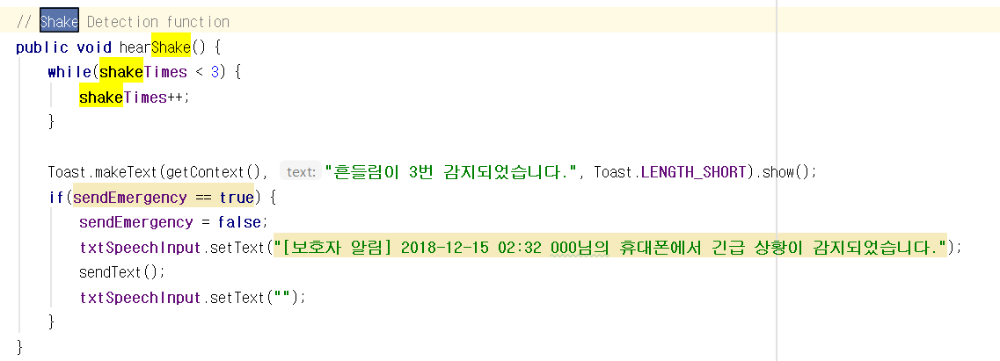 // Shake Detection function
public void hearShake() {
while(shakeTimes < 3) {
shakeTimes++;
}
Toast.makeText(getContext(), text: "흔들림이 3번 감지되었습니다.", Toast.LENGTH_SHORT).show();
if(sendEmergency == true) {
sendEmergency = false;
txtSpeechInput.setText("[보호자 알림] 2018-12-15 02:32 000님의 휴대폰에서 긴급 상황이 감지되었습니다.");
sendText();
txtSpeechInput.setText("");
}
}